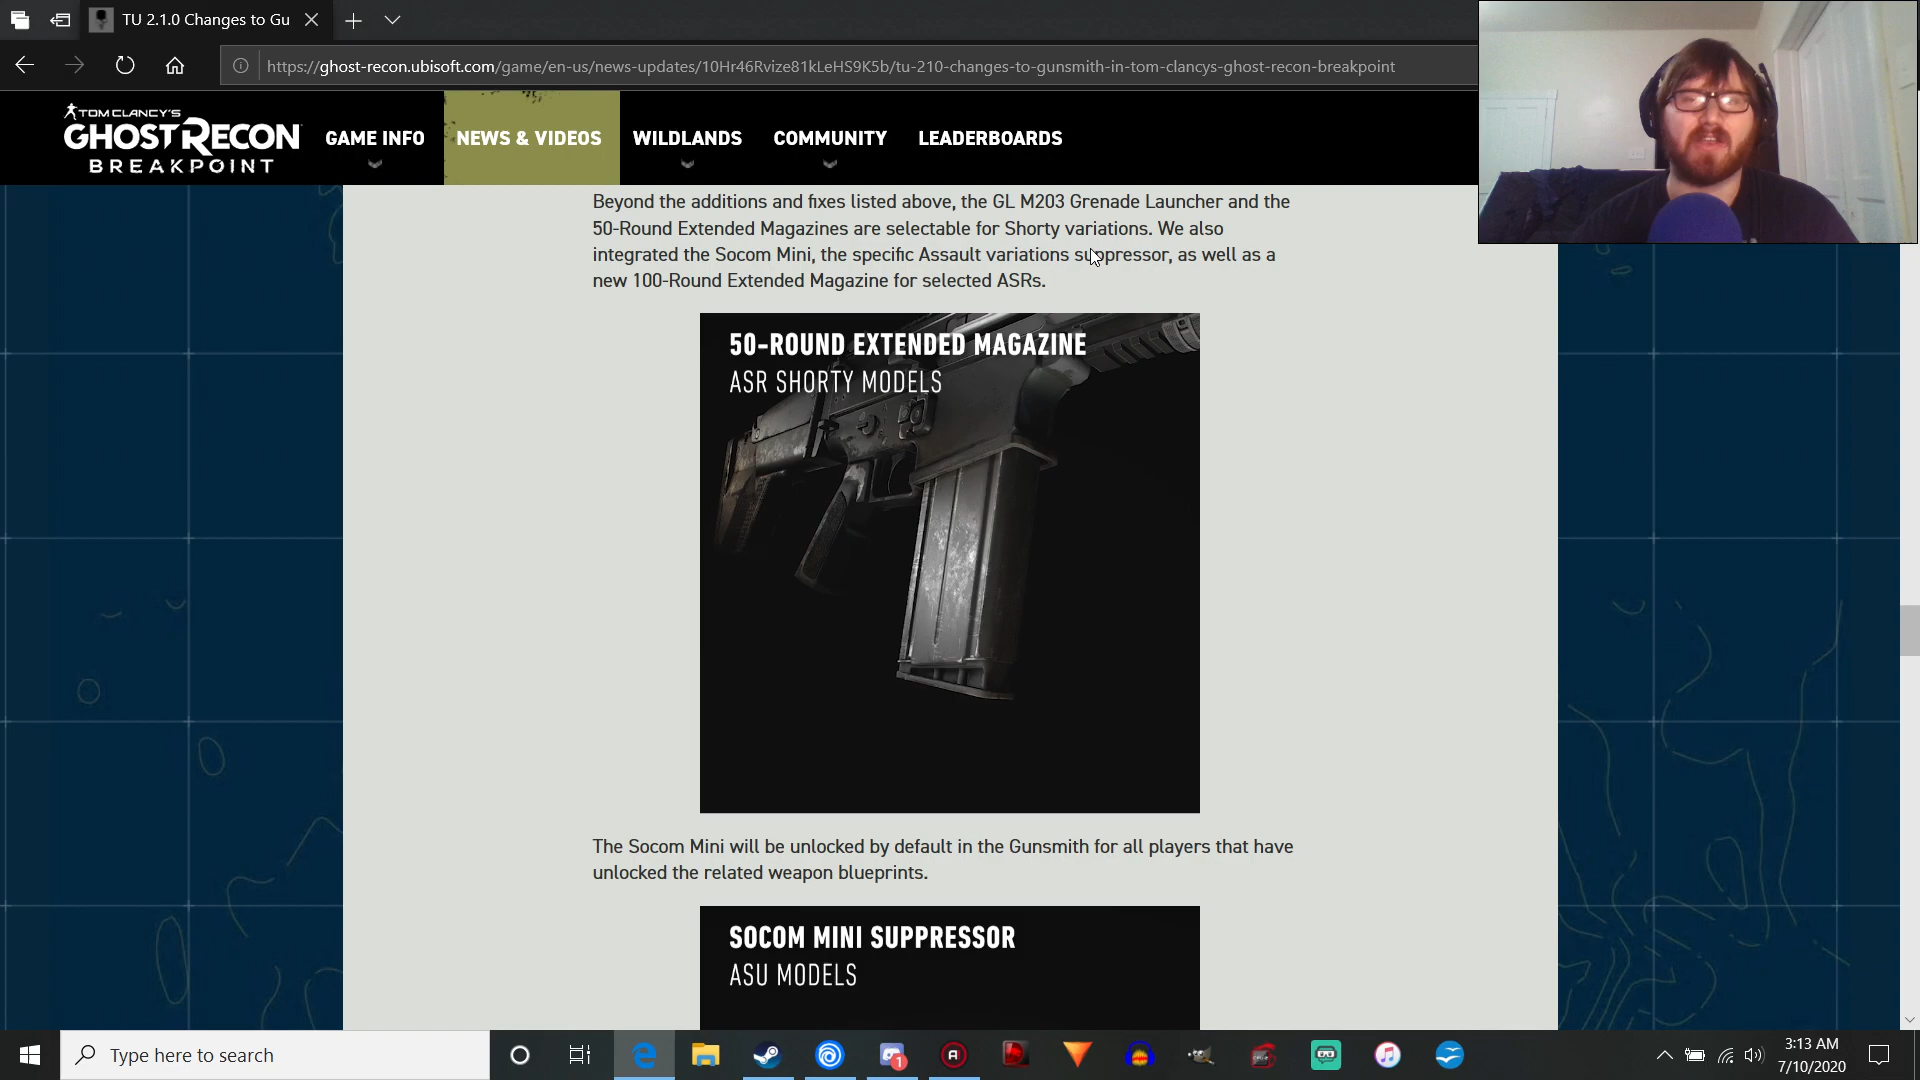 TU 2.1.0 Changes to Gu
https://ghost-recon.ubisoft.com/game/en-us/news-updates/10Hr46Rvize81kLeHS9K5b/tu-210-changes-to-gunsmith-in-tom-clancys-ghost-recon-breakpoint
TOM CLANCY'S
GHOST RECON
BREAKPOINT
GAME INFO
NEWS & VIDEOS
WILDLANDS
COMMUNITY
LEADERBOARDS
Beyond the additions and fixes listed above, the GL M203 Grenade Launcher and the
50-Round Extended Magazines are selectable for Shorty variations. We also
integrated the Socom Mini, the specific Assault variations suppressor, as well as a
new 100-Round Extended Magazine for selected ASRs.
50-ROUND EXTENDED MAGAZINE
ASR SHORTY MODELS
The Socom Mini will be unlocked by default in the Gunsmith for all players that have
unlocked the related weapon blueprints.
SOCOM MINI SUPPRESSOR
ASU MODELS
Type here to search
1
3:13 AM
7/10/2020